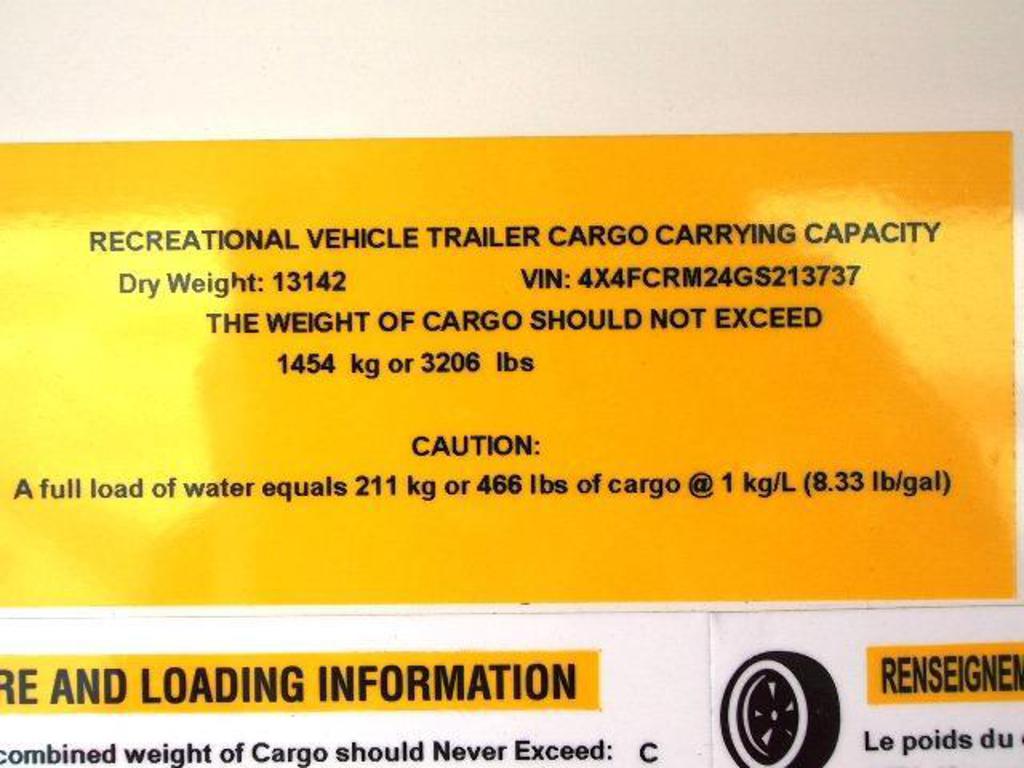 RECREATIONAL VEHICLE TRAILER CARGO CARRYING CAPACITY
Dry Weight: 13142 VIN: 4X4FCRM24GS213737
THE WEIGHT OF CARGO SHOULD NOT EXCEED
1454 kg or 3206 lbs
CAUTION:
A full load of water equals 211 kg or 466 lbs of cargo @ 1 kg/L (8.33 lb/gal)
RE AND LOADING INFORMATION
combined weight of Cargo should Never Exceed: C
RENSEIGNEM
Le poids du